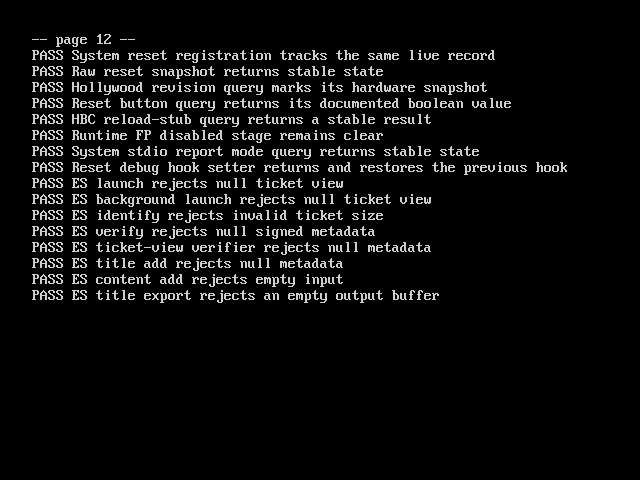 -- page 12 --
PASS System reset registration tracks the same live record
PASS Raw reset snapshot returns stable state
PASS Hollywood revision query marks its hardware snapshot
PASS Reset button query returns its documented boolean value
PASS HBC reload-stub query returns a stable result
PASS Runtime FP disabled stage remains clear
PASS System stdio report mode query returns stable state
PASS Reset debug hook setter returns and restores the previous hook
PASS ES launch rejects null ticket view
PASS ES background launch rejects null ticket view
PASS ES identify rejects invalid ticket size
PASS ES verify rejects null signed metadata
PASS ES ticket-view verifier rejects null metadata
PASS ES title add rejects null metadata
PASS ES content add rejects empty input
PASS ES title export rejects an empty output buffer